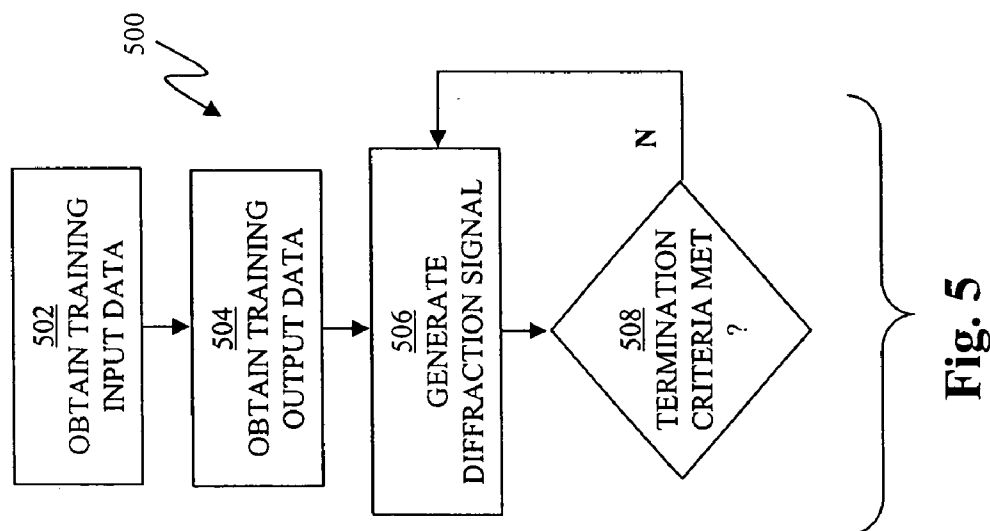 500
502
OBTAIN TRAINING
INPUT DATA
504
OBTAIN TRAINING
OUTPUT DATA
506
GENERATE
DIFFRACTION SIGNAL
508
TERMINATION
CRITERIA MET
?
N
Fig. 5